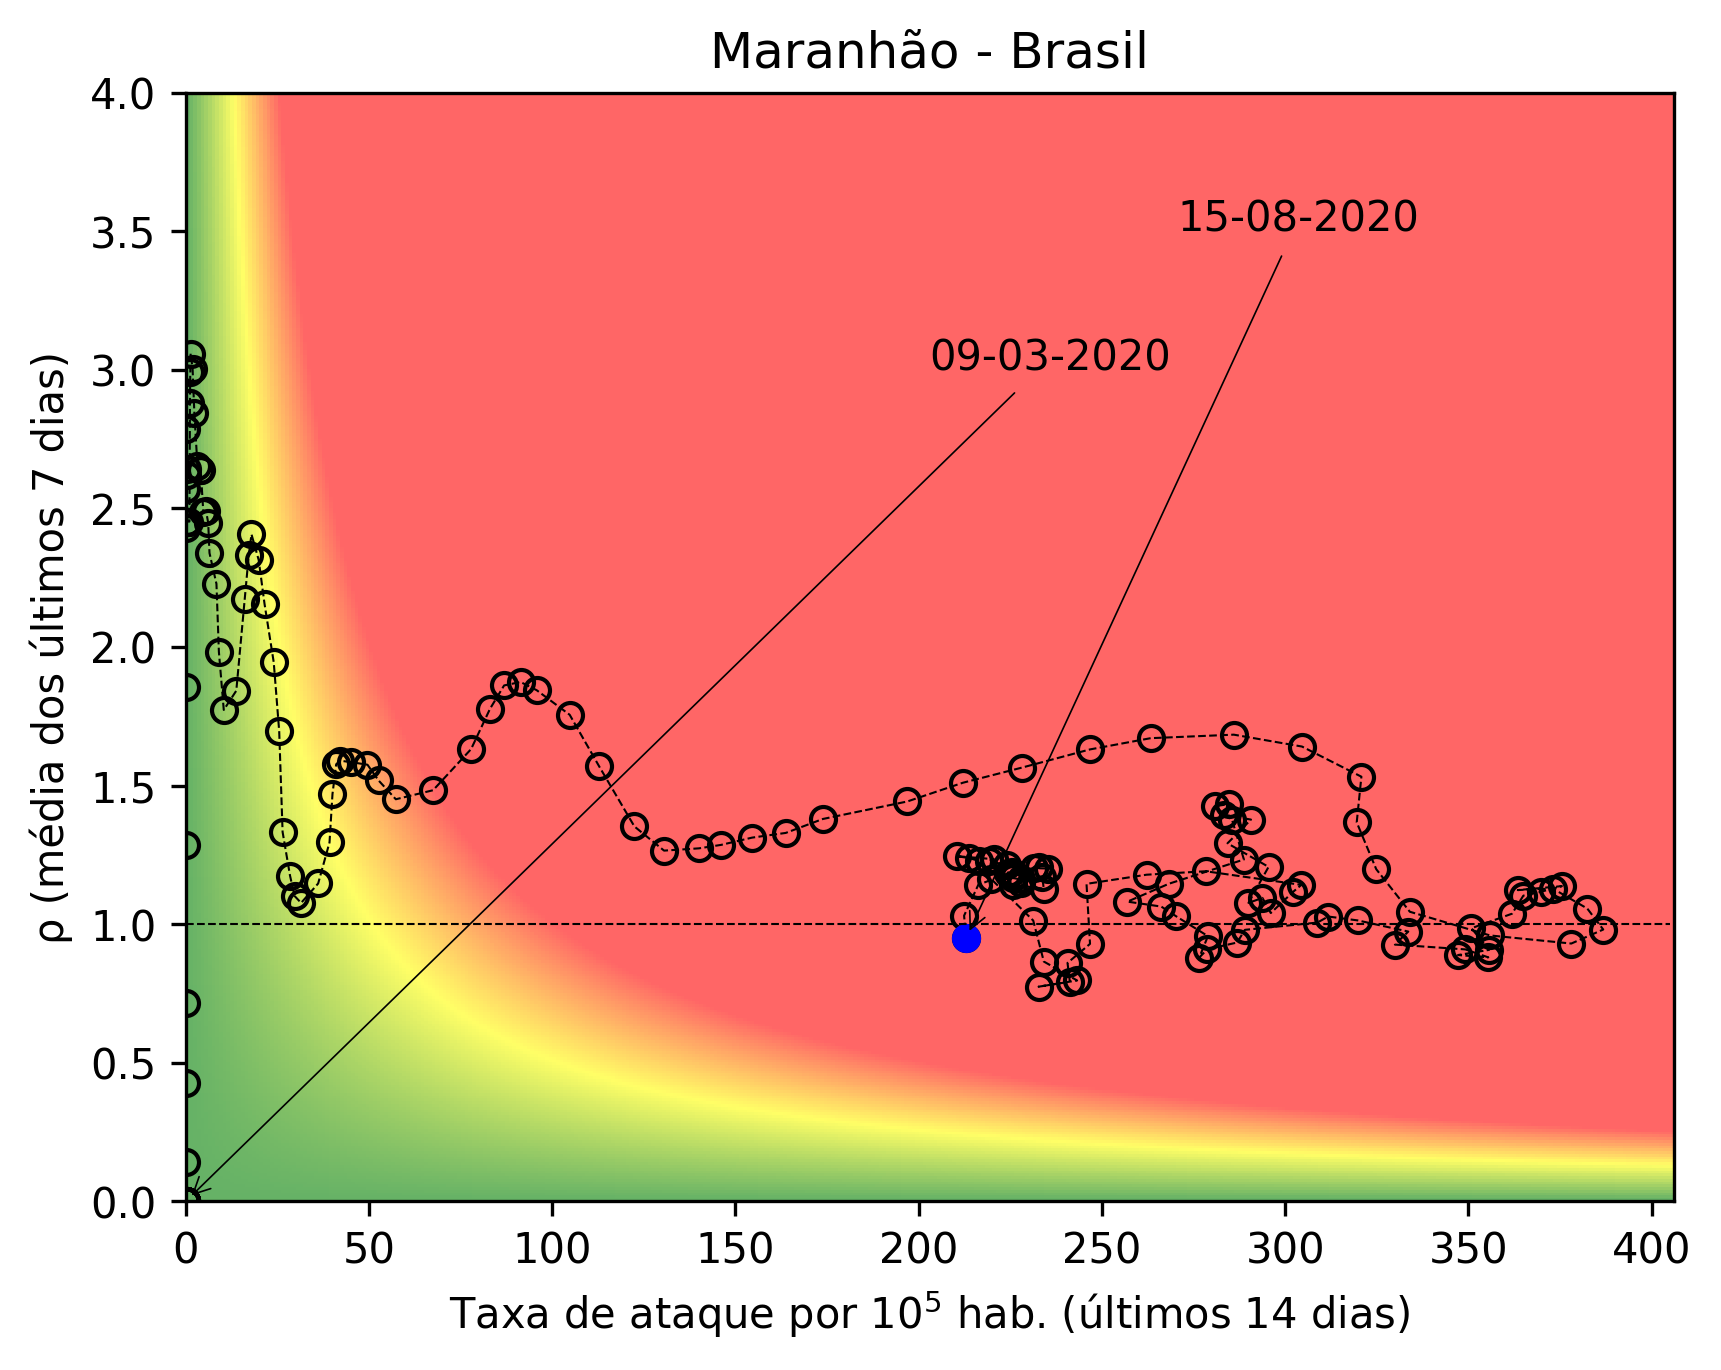 Maranhão - Brasil
4.0
3.5
3.0
2.5
2.0
1.5
1.0
0.5
0.0
ρ (média dos últimos 7 dias)
15-08-2020
09-03-2020
0 50 100 150 200 250 300 350 400
Taxa de ataque por 10⁵ hab. (últimos 14 dias)